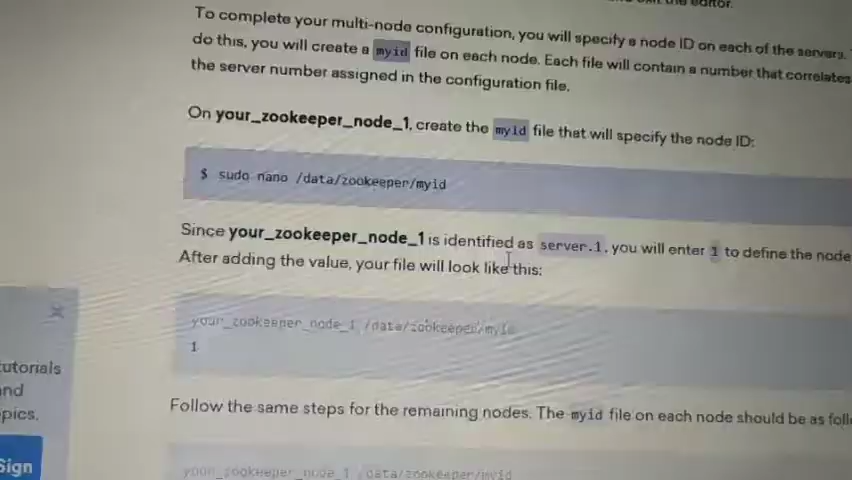 the editor.
To complete your multi-node configuration, you will specify a node ID on each of the servers.
do this, you will create a myid file on each node. Each file will contain a number that correlates
the server number assigned in the configuration file.
On your_zookeeper_node_1, create the myid file that will specify the node ID:
$ sudo nano /data/zookeeper/myid
Since your_zookeeper_node_1 is identified as server.1, you will enter 1 to define the node
After adding the value, your file will look like this:
your_zookeeper_node_1 /data/zookeeper/myid
1
Follow the same steps for the remaining nodes. The myid file on each node should be as follo
your_zookeeper_node_1 /data/zookeeper/myid
×
tutorials
and
pics.
Sign